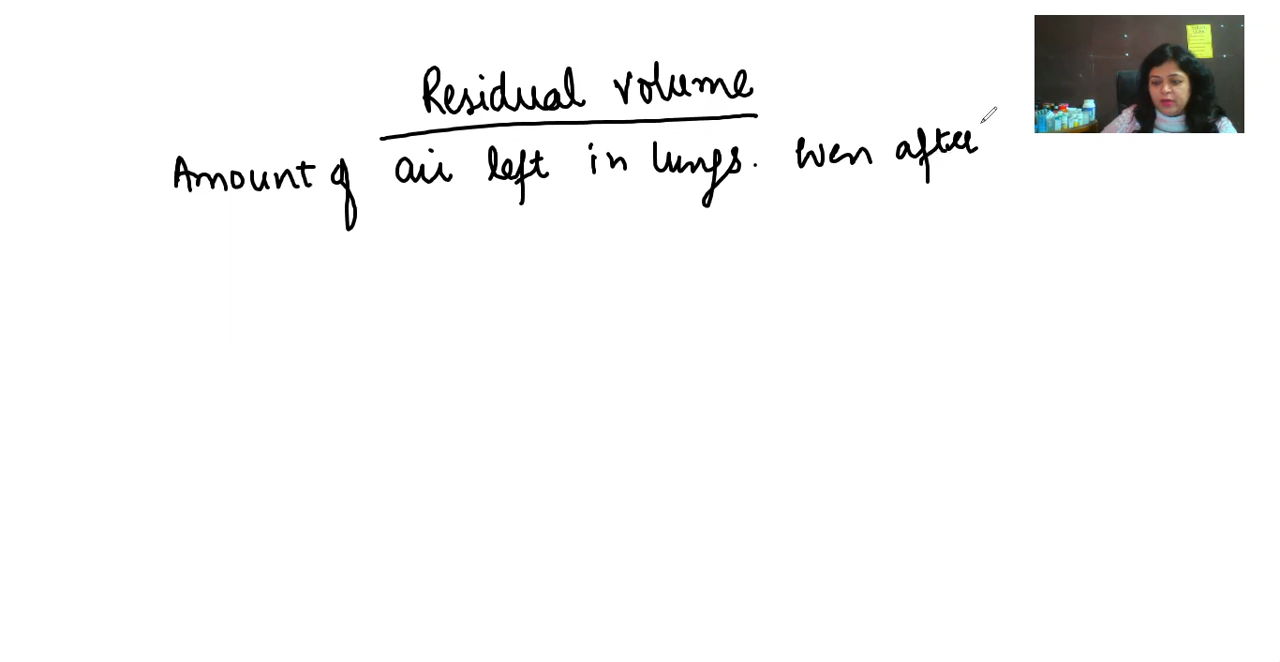 Residual volume
Amount of air left in lungs. Even after